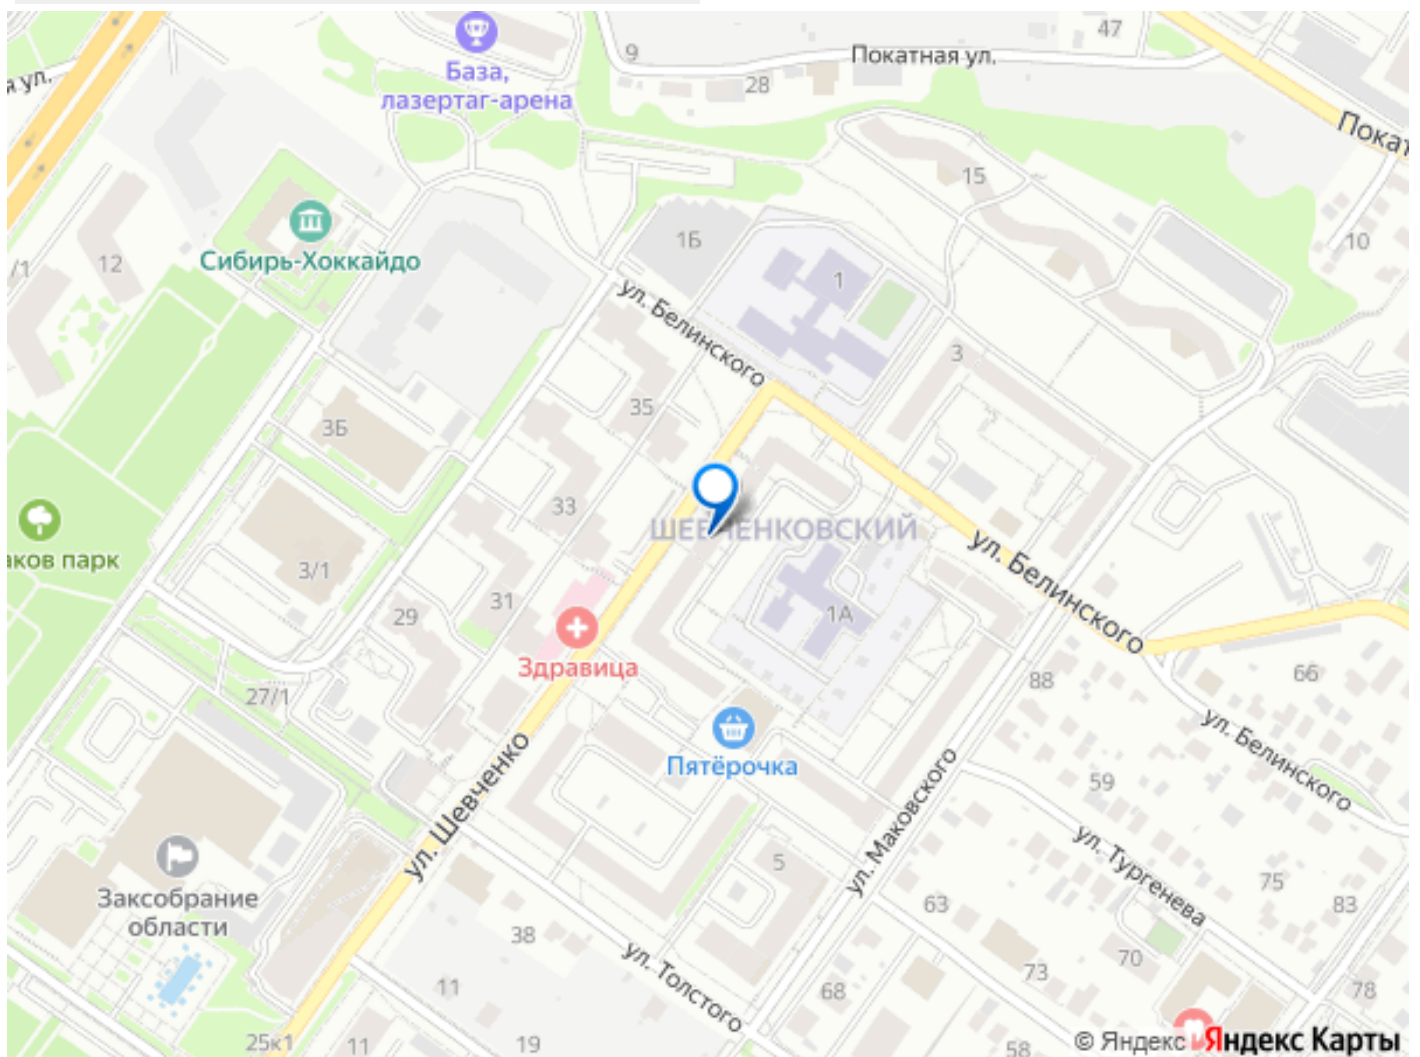 47
9
Покатная ул.
База,
лазертаг-арена
28
я ул.
Покат
15
1Б
10
Сибирь-Хоккайдо
/1
12
1
ул. Белинского
3
35
3Б
33
ШЕВЧЕНКОВСКИЙ
аков парк
ул. Белинского
3/1
31
29
1А
Здравица
88
66
27/1
ул. Белинского
Пятёрочка
59
ул. Шевченко
ул. Маковского
ул. Тургенева
5
75
Заксобрание
области
63
83
38
ул. Толстого
70
73
11
68
78
25к1
11
19
58
© Яндекс
Яндекс Карты